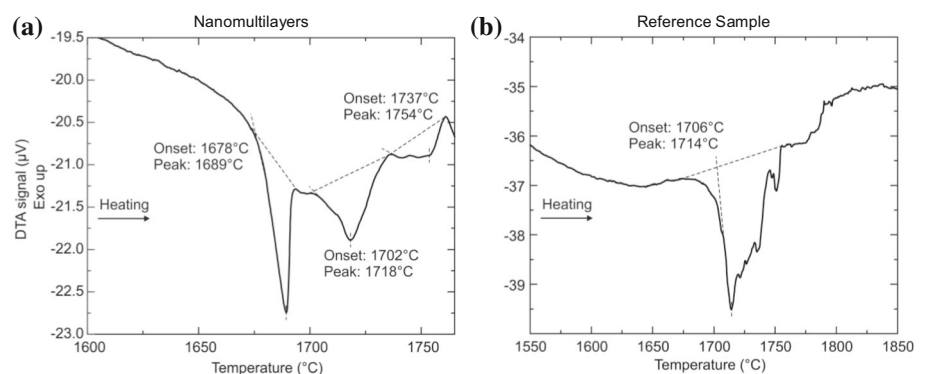 Nanomultilayers
(a)
-19.5
-20.0
-20.5
-21.0
-21.5
-22.0
-22.5
-23.0
DTA signal (µV)
Exo up
Onset: 1737°C
Peak: 1754°C
Onset: 1678°C
Peak: 1689°C
Heating
Onset: 1702°C
Peak: 1718°C
1600
1650
1700
1750
Temperature (°C)
Reference Sample
(b)
-34
-35
-36
-37
-38
-39
Onset: 1706°C
Peak: 1714°C
Heating
1550
1600
1650
1700
1750
1800
1850
Temperature (°C)